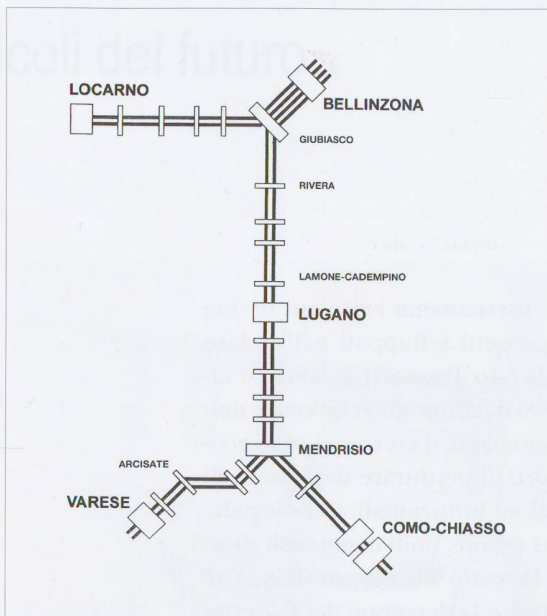 LOCARNO
BELLINZONA
GIUBIASCO
RIVERA
LAMONE-CADEMPINO
LUGANO
MENDRISIO
ARCISATE
VARESE
COMO-CHIASSO